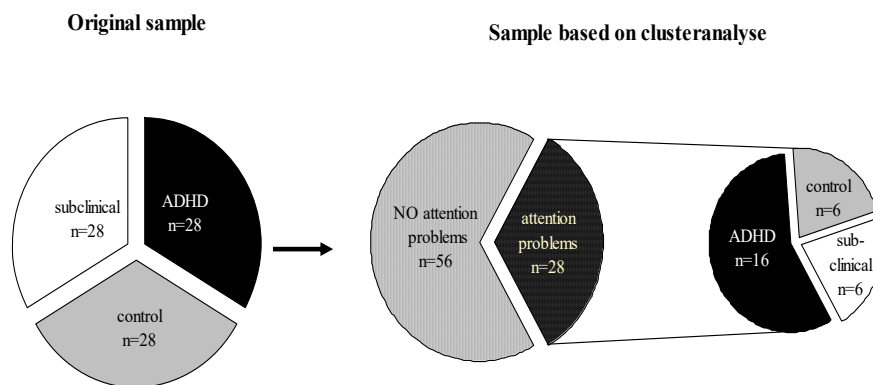 Original sample
Sample based on clusteranalyse
subclinical
n=28
ADHD
n=28
control
n=28
NO attention
problems
n=56
attention
problems
n=28
ADHD
n=16
control
n=6
sub-
clinical
n=6